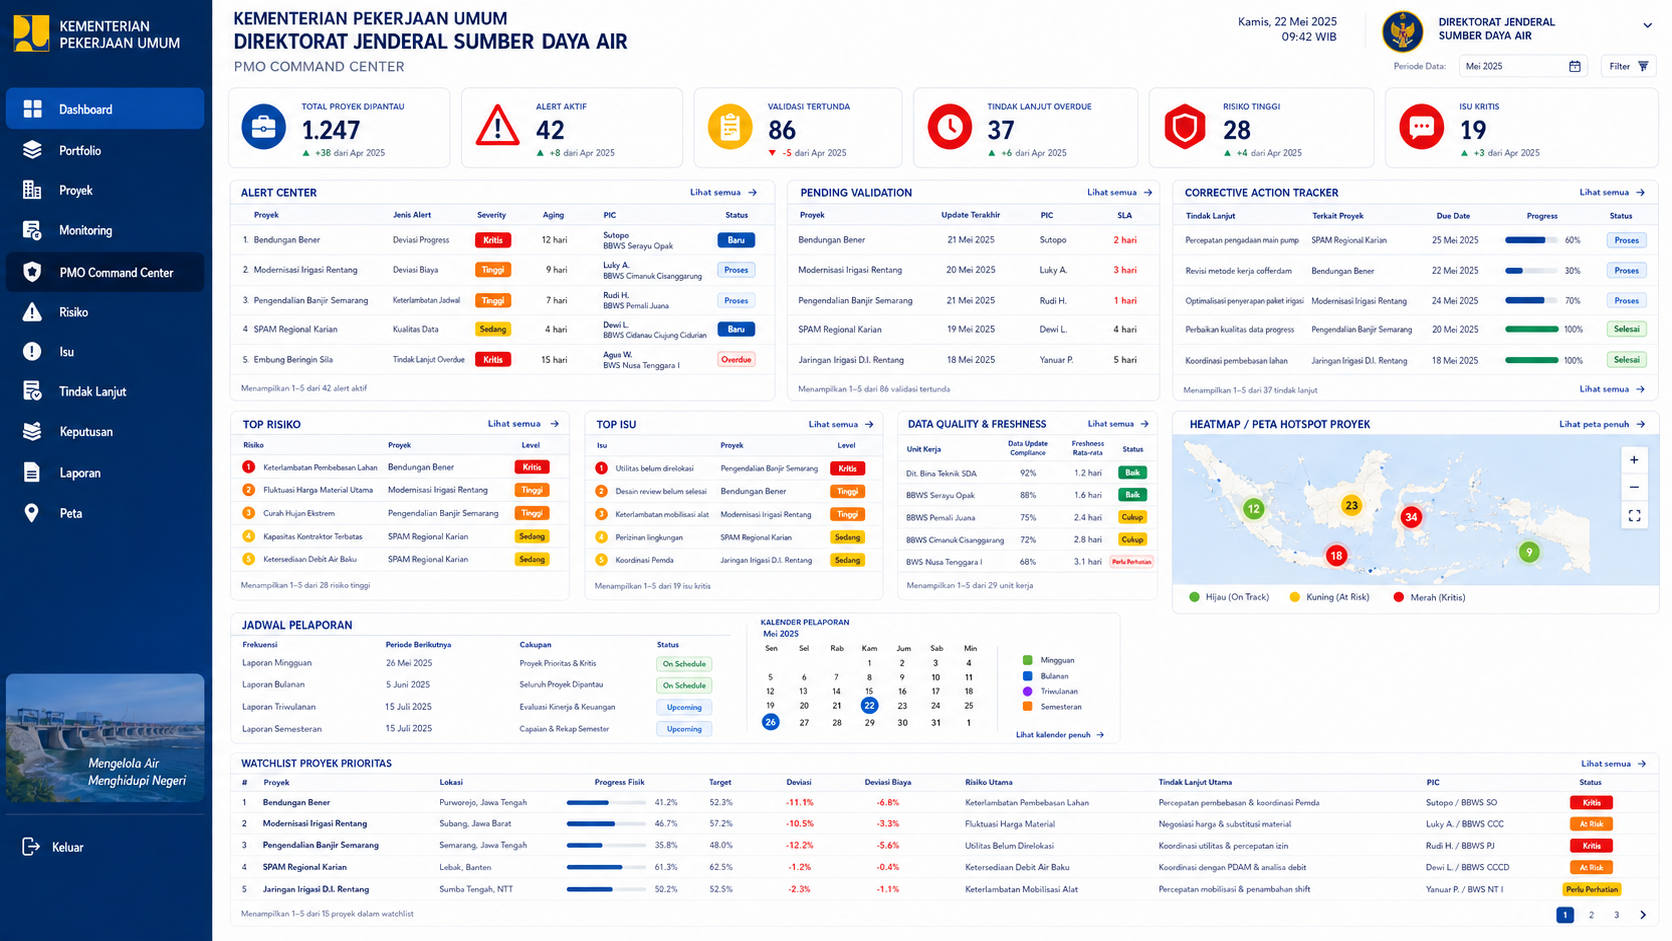 KEMENTERIAN
PEKERJAAN UMUM
Dashboard
Portfolio
Proyek
Monitoring
PMO Command Center
Risiko
Isu
Tindak Lanjut
Keputusan
Laporan
Peta
Mengelola Air
Menghidupi Negeri
Keluar
KEMENTERIAN PEKERJAAN UMUM
DIREKTORAT JENDERAL SUMBER DAYA AIR
PMO COMMAND CENTER
Kamis, 22 Mei 2025
09:42 WIB
DIREKTORAT JENDERAL
SUMBER DAYA AIR
Periode Data: Mei 2025 Filter
TOTAL PROYEK DIPANTAU
1.247
+38 dari Apr 2025
ALERT AKTIF
42
+8 dari Apr 2025
VALIDASI TERTUNDA
86
-5 dari Apr 2025
TINDAK LANJUT OVERDUE
37
+6 dari Apr 2025
RISIKO TINGGI
28
+4 dari Apr 2025
ISU KRITIS
19
+3 dari Apr 2025
ALERT CENTER Lihat semua
Proyek Jenis Alert Severity Aging PIC Status
1. Bendungan Bener Deviasi Progress Kritis 12 hari Sutopo BBWS Serayu Opak Baru
2. Modernisasi Irigasi Rentang Deviasi Biaya Tinggi 9 hari Luky A. BBWS Cimanuk Cisanggarung Proses
3. Pengendalian Banjir Semarang Keterlambatan Jadwal Tinggi 7 hari Rudi H. BBWS Pemali Juana Proses
4 SPAM Regional Karian Kualitas Data Sedang 4 hari Dewi L. BBWS Cidanau Ciujung Cidurian Baru
5. Embung Beringin Sila Tindak Lanjut Overdue Kritis 15 hari Agus W. BWS Nusa Tenggara I Overdue
Menampilkan 1–5 dari 42 alert aktif
PENDING VALIDATION Lihat semua
Proyek Update Terakhir PIC SLA
Bendungan Bener 21 Mei 2025 Sutopo 2 hari
Modernisasi Irigasi Rentang 20 Mei 2025 Luky A. 3 hari
Pengendalian Banjir Semarang 21 Mei 2025 Rudi H. 1 hari
SPAM Regional Karian 19 Mei 2025 Dewi L. 4 hari
Jaringan Irigasi D.I. Rentang 18 Mei 2025 Yanuar P. 5 hari
Menampilkan 1–5 dari 86 validasi tertunda
CORRECTIVE ACTION TRACKER Lihat semua
Tindak Lanjut Terkait Proyek Due Date Progress Status
Percepatan pengadaan main pump SPAM Regional Karian 25 Mei 2025 60% Proses
Revisi metode kerja cofferdam Bendungan Bener 22 Mei 2025 30% Proses
Optimalisasi penyerapan paket irigasi Modernisasi Irigasi Rentang 24 Mei 2025 70% Proses
Perbaikan kualitas data progress Pengendalian Banjir Semarang 20 Mei 2025 100% Selesai
Koordinasi pembebasan lahan Jaringan Irigasi D.I. Rentang 18 Mei 2025 100% Selesai
Menampilkan 1–5 dari 37 tindak lanjut Lihat semua
TOP RISIKO Lihat semua
Risiko Proyek Level
1 Keterlambatan Pembebasan Lahan Bendungan Bener Kritis
2 Fluktuasi Harga Material Utama Modernisasi Irigasi Rentang Tinggi
3 Curah Hujan Ekstrem Pengendalian Banjir Semarang Tinggi
4 Kapasitas Kontraktor Terbatas SPAM Regional Karian Sedang
5 Ketersediaan Debit Air Baku SPAM Regional Karian Sedang
Menampilkan 1–5 dari 28 risiko tinggi
TOP ISU Lihat semua
Isu Proyek Level
1 Utilitas belum direlokasi Pengendalian Banjir Semarang Kritis
2 Desain review belum selesai Bendungan Bener Tinggi
3 Keterlambatan mobilisasi alat Modernisasi Irigasi Rentang Tinggi
4 Perizinan lingkungan SPAM Regional Karian Sedang
5 Koordinasi Pemda Jaringan Irigasi D.I. Rentang Sedang
Menampilkan 1–5 dari 19 isu kritis
DATA QUALITY & FRESHNESS Lihat semua
Unit Kerja Data Update Compliance Freshness Rata-rata Status
Dit. Bina Teknik SDA 92% 1.2 hari Baik
BBWS Serayu Opak 88% 1.6 hari Baik
BBWS Pemali Juana 75% 2.4 hari Cukup
BBWS Cimanuk Cisanggarung 72% 2.8 hari Cukup
BWS Nusa Tenggara I 68% 3.1 hari Perlu Perhatian
Menampilkan 1–5 dari 29 unit kerja
HEATMAP / PETA HOTSPOT PROYEK Lihat peta penuh
12
23
34
18
9
+
−
Hijau (On Track) Kuning (At Risk) Merah (Kritis)
JADWAL PELAPORAN
Frekuensi Periode Berikutnya Cakupan Status
Laporan Mingguan 26 Mei 2025 Proyek Prioritas & Kritis On Schedule
Laporan Bulanan 5 Juni 2025 Seluruh Proyek Dipantau On Schedule
Laporan Triwulanan 15 Juli 2025 Evaluasi Kinerja & Keuangan Upcoming
Laporan Semesteran 15 Juli 2025 Capaian & Rekap Semester Upcoming
KALENDER PELAPORAN
Mei 2025
Sen Sel Rab Kam Jum Sab Min
1 2 3 4
5 6 7 8 9 10 11
12 13 14 15 16 17 18
19 20 21 22 23 24 25
26 27 28 29 30 31 1
Mingguan
Bulanan
Triwulanan
Semesteran
Lihat kalender penuh
WATCHLIST PROYEK PRIORITAS Lihat semua
# Proyek Lokasi Progress Fisik Target Deviasi Deviasi Biaya Risiko Utama Tindak Lanjut Utama PIC Status
1 Bendungan Bener Purworejo, Jawa Tengah 41.2% 52.3% -11.1% -6.8% Keterlambatan Pembebasan Lahan Percepatan pembebasan & koordinasi Pemda Sutopo / BBWS SO Kritis
2 Modernisasi Irigasi Rentang Subang, Jawa Barat 46.7% 57.2% -10.5% -3.3% Fluktuasi Harga Material Negosiasi harga & substitusi material Luky A. / BBWS CCC At Risk
3 Pengendalian Banjir Semarang Semarang, Jawa Tengah 35.8% 48.0% -12.2% -5.6% Utilitas Belum Direlokasi Koordinasi utilitas & percepatan izin Rudi H. / BBWS PJ Kritis
4 SPAM Regional Karian Lebak, Banten 61.3% 62.5% -1.2% -0.4% Ketersediaan Debit Air Baku Koordinasi dengan PDAM & analisa debit Dewi L. / BBWS CCCD At Risk
5 Jaringan Irigasi D.I. Rentang Sumba Tengah, NTT 50.2% 52.5% -2.3% -1.1% Keterlambatan Mobilisasi Alat Percepatan mobilisasi & penambahan shift Yanuar P. / BWS NT I Perlu Perhatian
Menampilkan 1–5 dari 15 proyek dalam watchlist 1 2 3